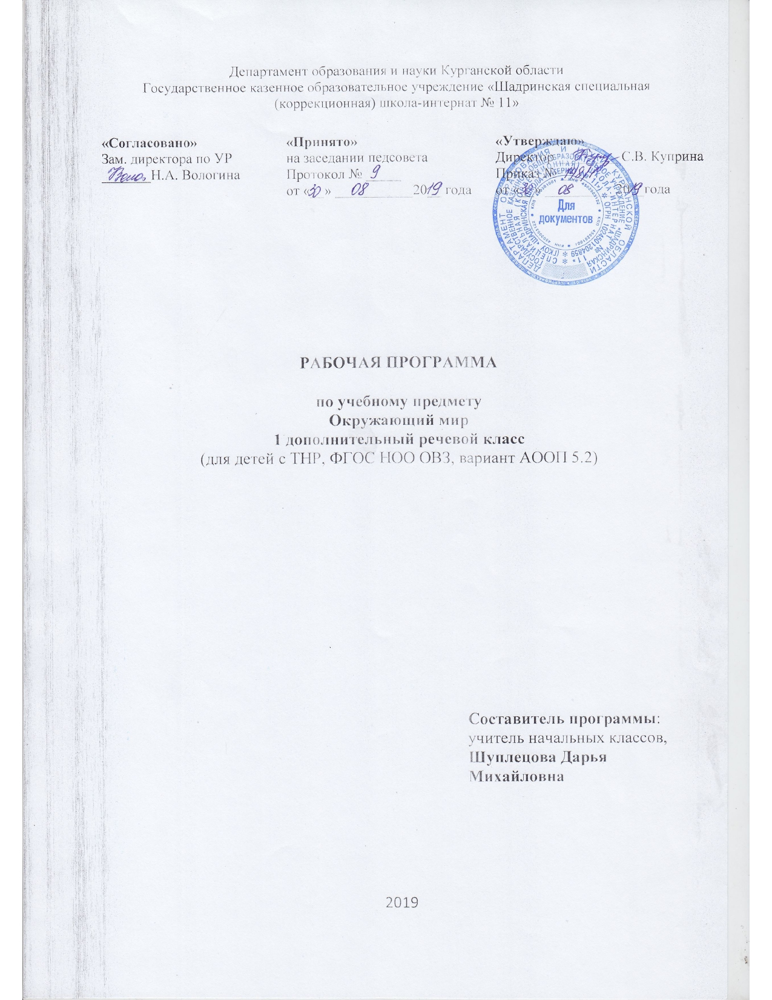 Департамент образования и науки Курганской области
Государственное казенное образовательное учреждение «Шадринская специальная
(коррекционная) школа-интернат № 11»
«Согласовано»
Зам. директора по УР
Н.А. Вологина
«Принято»
на заседании педсовета
Протокол № 9
от «30» 08 2019 года
«Утверждаю»
Директор С.В. Куприна
Приказ №
от «30» 08 2019 года
Для
документов
РАБОЧАЯ ПРОГРАММА
по учебному предмету
Окружающий мир
1 дополнительный речевой класс
(для детей с ТНР, ФГОС НОО ОВЗ, вариант АООП 5.2)
Составитель программы:
учитель начальных классов,
Шуплецова Дарья
Михайловна
2019